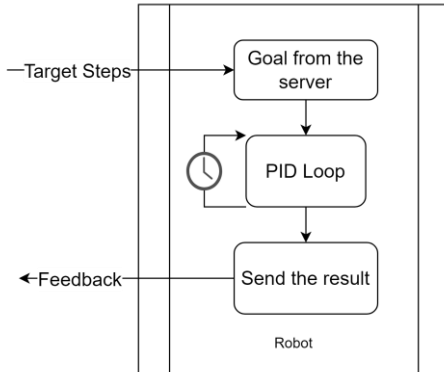 Goal from the
server
Target Steps
PID Loop
Send the result
Feedback
Robot